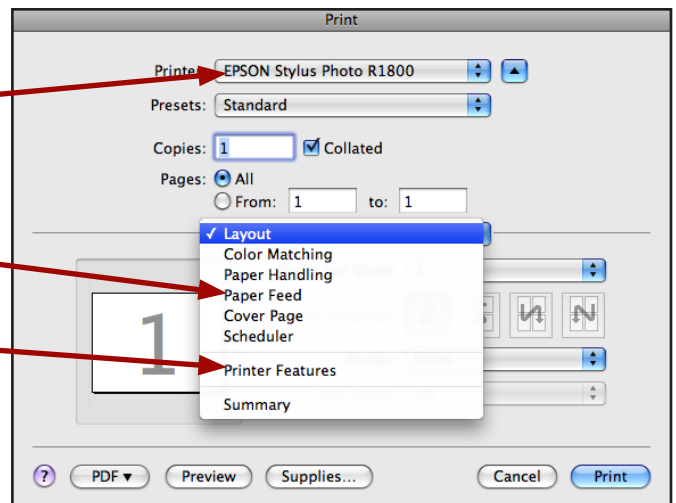 Print
Printer: EPSON Stylus Photo R1800
Presets: Standard
Copies: 1 Collated
Pages: All
From: 1 to: 1
Layout
Color Matching
Paper Handling
Paper Feed
Cover Page
Scheduler
Printer Features
Summary
1
? PDF Preview Supplies... Cancel Print